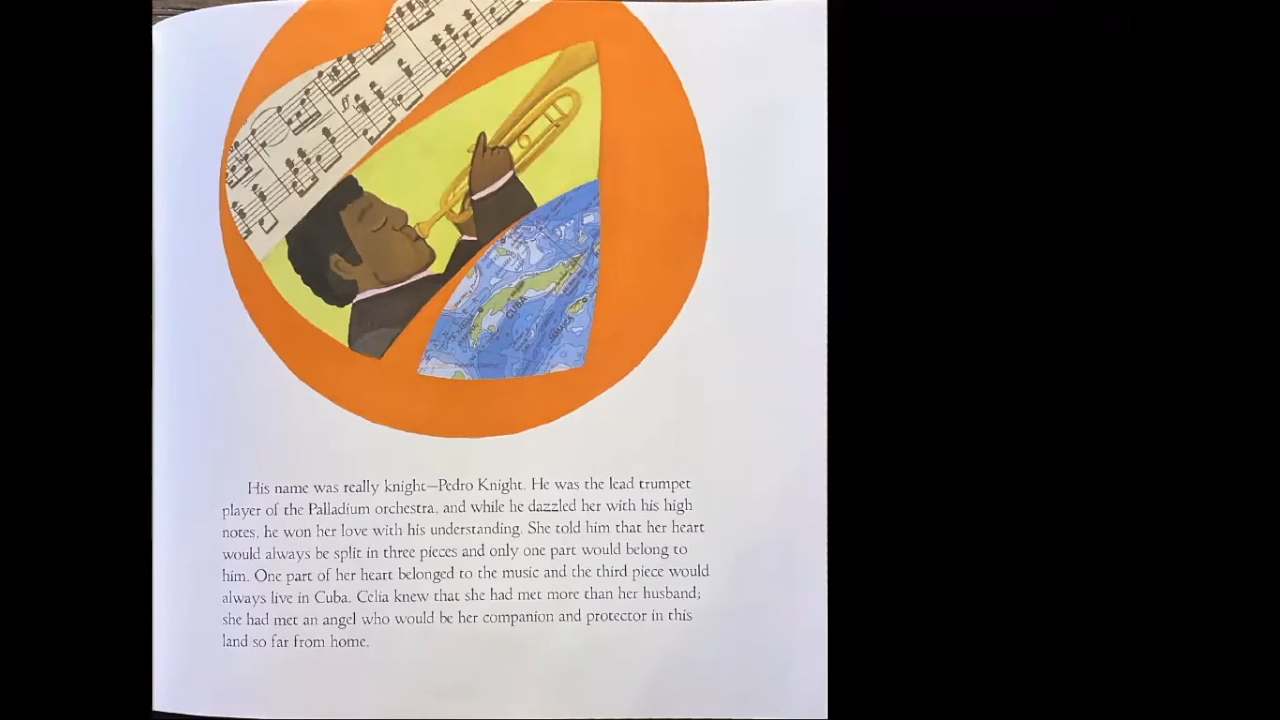 CUBA
JAMAICA
His name was really knight—Pedro Knight. He was the lead trumpet
player of the Palladium orchestra, and while he dazzled her with his high
notes, he won her love with his understanding. She told him that her heart
would always be split in three pieces and only one part would belong to
him. One part of her heart belonged to the music and the third piece would
always live in Cuba. Celia knew that she had met more than her husband;
she had met an angel who would be her companion and protector in this
land so far from home.